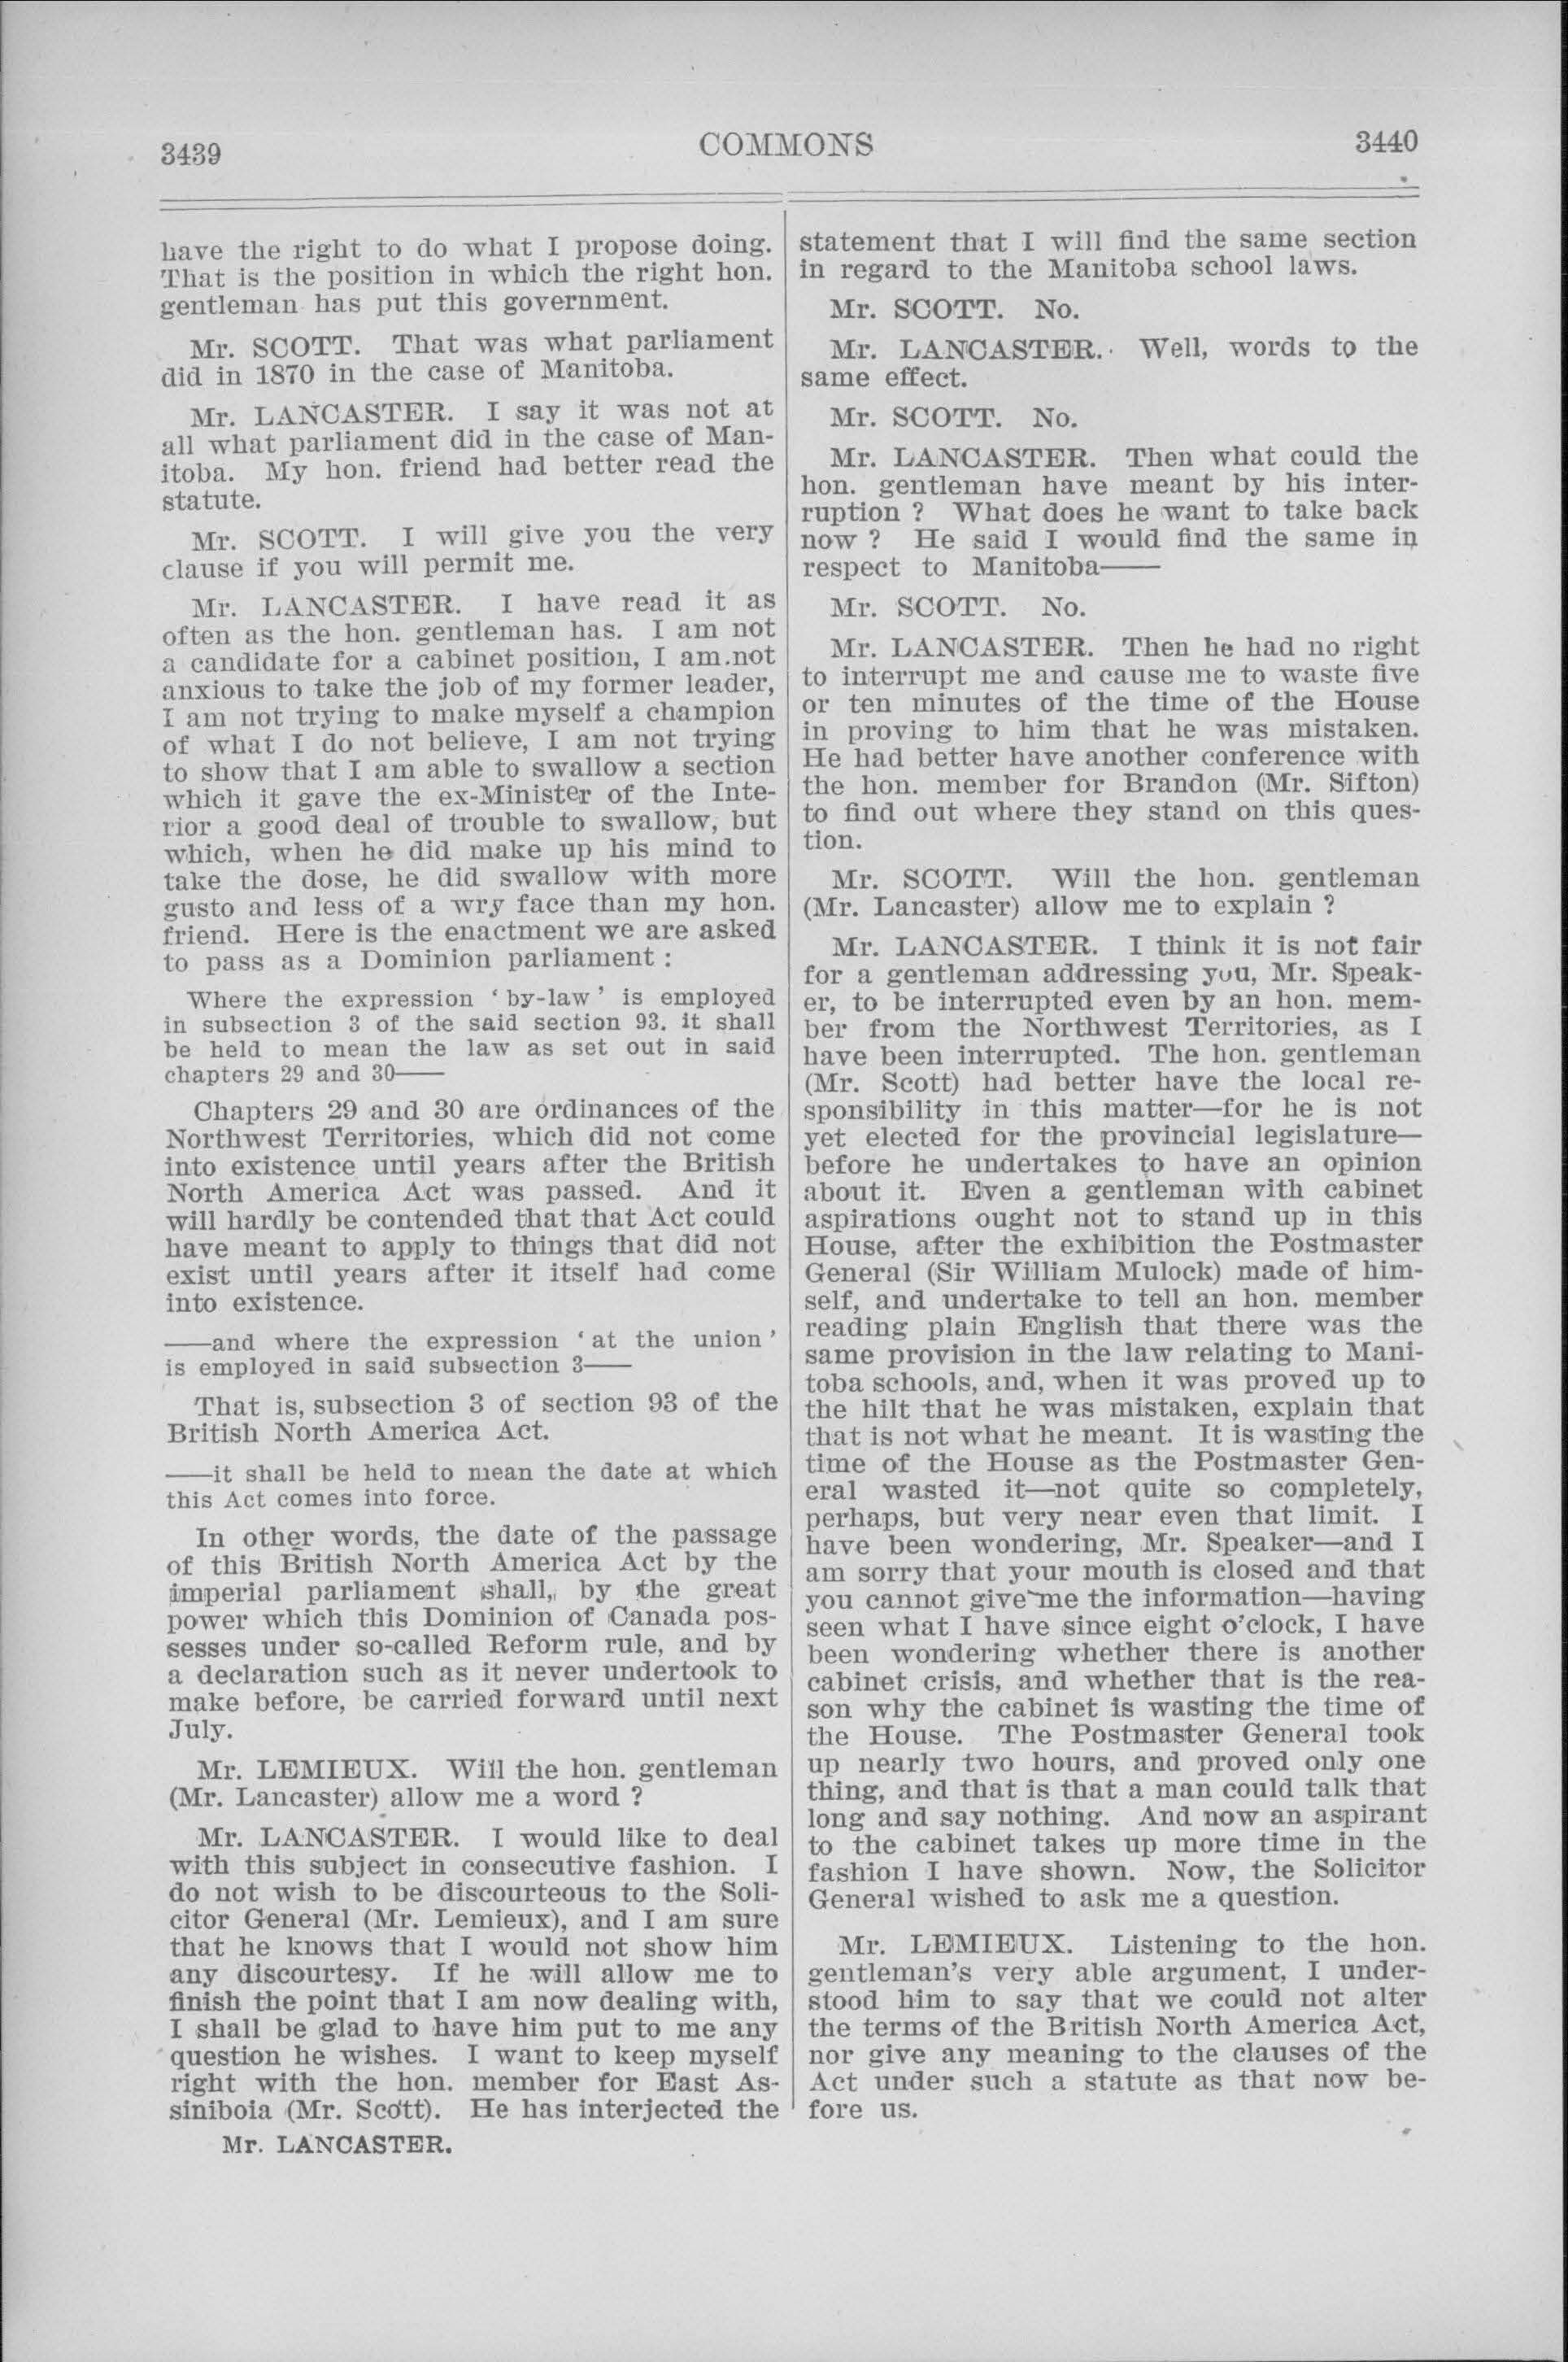 3439
COMMONS
3440
have the right to do what I propose doing.
That is the position in which the right hon.
gentleman has put this government.
Mr. SCOTT. That was what parliament
did in 1870 in the case of Manitoba.
Mr. LANCASTER. I say it was not at
all what parliament did in the case of Man-
itoba. My hon. friend had better read the
statute.
Mr. SCOTT. I will give you the very
clause if you will permit me.
Mr. LANCASTER. I have read it as
often as the hon. gentleman has. I am not
a candidate for a cabinet position, I am not
anxious to take the job of my former leader,
I am not trying to make myself a champion
of what I do not believe, I am not trying
to show that I am able to swallow a section
which it gave the ex-Minister of the Inte-
rior a good deal of trouble to swallow, but
which, when he did make up his mind to
take the dose, he did swallow with more
gusto and less of a wry face than my hon.
friend. Here is the enactment we are asked
to pass as a Dominion parliament :
Where the expression ‘ by-law ’ is employed
in subsection 3 of the said section 93. it shall
be held to mean the law as set out in said
chapters 29 and 30——
Chapters 29 and 30 are ordinances of the
Northwest Territories, which did not come
into existence until years after the British
North America Act was passed. And it
will hardly be contended that that Act could
have meant to apply to things that did not
exist until years after it itself had come
into existence.
——and where the expression ‘ at the union ’
is employed in said subsection 3——
That is, subsection 3 of section 93 of the
British North America Act.
——it shall be held to mean the date at which
this Act comes into force.
In other words, the date of the passage
of this British North America Act by the
imperial parliament shall, by the great
power which this Dominion of Canada pos-
sesses under so-called Reform rule, and by
a declaration such as it never undertook to
make before, be carried forward until next
July.
Mr. LEMIEUX. Will the hon. gentleman
(Mr. Lancaster) allow me a word ?
Mr. LANCASTER. I would like to deal
with this subject in consecutive fashion. I
do not wish to be discourteous to the Soli-
citor General (Mr. Lemieux), and I am sure
that he knows that I would not show him
any discourtesy. If he will allow me to
finish the point that I am now dealing with,
I shall be glad to have him put to me any
question he wishes. I want to keep myself
right with the hon. member for East As-
siniboia (Mr. Scott). He has interjected the
Mr. LANCASTER.
statement that I will find the same section
in regard to the Manitoba school laws.
Mr. SCOTT. No.
Mr. LANCASTER. Well, words to the
same effect.
Mr. SCOTT. No.
Mr. LANCASTER. Then what could the
hon. gentleman have meant by his inter-
ruption ? What does he want to take back
now ? He said I would find the same in
respect to Manitoba——
Mr. SCOTT. No.
Mr. LANCASTER. Then he had no right
to interrupt me and cause me to waste five
or ten minutes of the time of the House
in proving to him that he was mistaken.
He had better have another conference with
the hon. member for Brandon (Mr. Sifton)
to find out where they stand on this ques-
tion.
Mr. SCOTT. Will the hon. gentleman
(Mr. Lancaster) allow me to explain ?
Mr. LANCASTER. I think it is not fair
for a gentleman addressing you, Mr. Speak-
er, to be interrupted even by an hon. mem-
ber from the Northwest Territories, as I
have been interrupted. The hon. gentleman
(Mr. Scott) had better have the local re-
sponsibility in this matter—for he is not
yet elected for the provincial legislature—
before he undertakes to have an opinion
about it. Even a gentleman with cabinet
aspirations ought not to stand up in this
House, after the exhibition the Postmaster
General (Sir William Mulock) made of him-
self, and undertake to tell an hon. member
reading plain English that there was the
same provision in the law relating to Mani-
toba schools, and, when it was proved up to
the hilt that he was mistaken, explain that
that is not what he meant. It is wasting the
time of the House as the Postmaster Gen-
eral wasted it—not quite so completely,
perhaps, but very near even that limit. I
have been wondering, Mr. Speaker—and I
am sorry that your mouth is closed and that
you cannot give me the information—having
seen what I have since eight o'clock, I have
been wondering whether there is another
cabinet crisis, and whether that is the rea-
son why the cabinet is wasting the time of
the House. The Postmaster General took
up nearly two hours, and proved only one
thing, and that is that a man could talk that
long and say nothing. And now an aspirant
to the cabinet takes up more time in the
fashion I have shown. Now, the Solicitor
General wished to ask me a question.
Mr. LEMIEUX. Listening to the hon.
gentleman's very able argument, I under-
stood him to say that we could not alter
the terms of the British North America Act,
nor give any meaning to the clauses of the
Act under such a statute as that now be-
fore us.